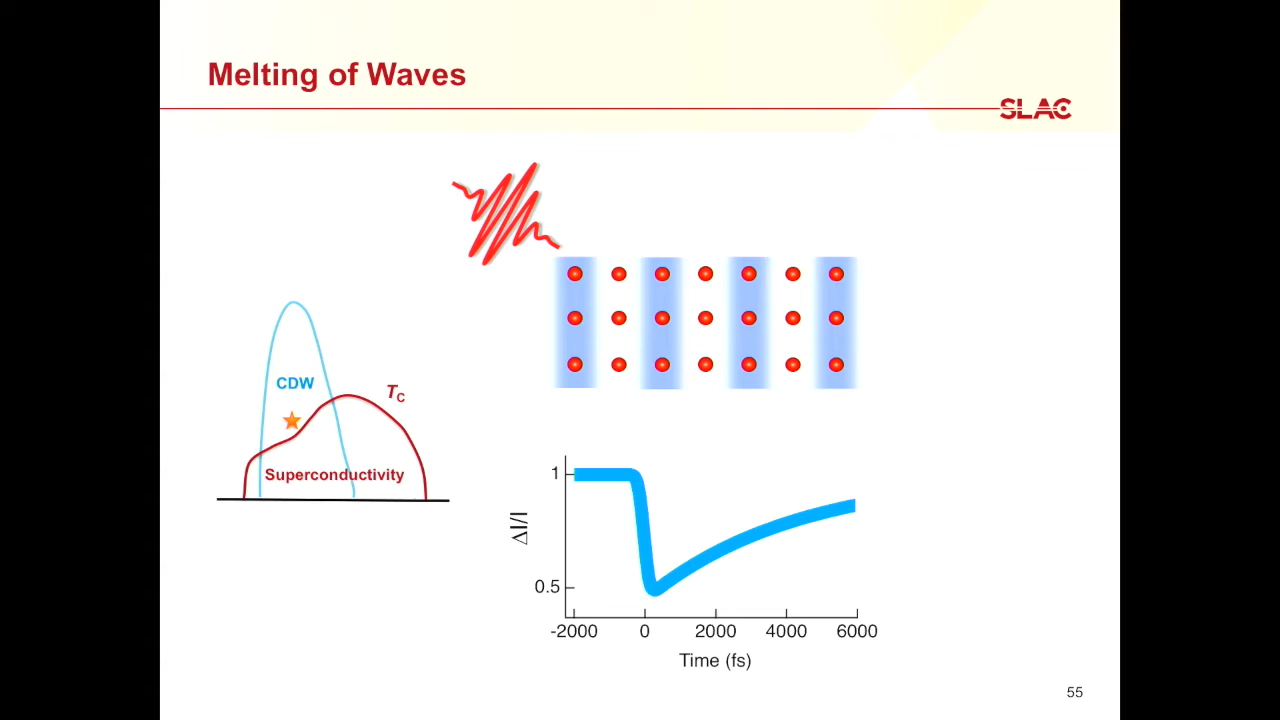 Melting of Waves
SLAC
CDW
Tc
Superconductivity
1
0.5
ΔI/I
-2000 0 2000 4000 6000
Time (fs)
55